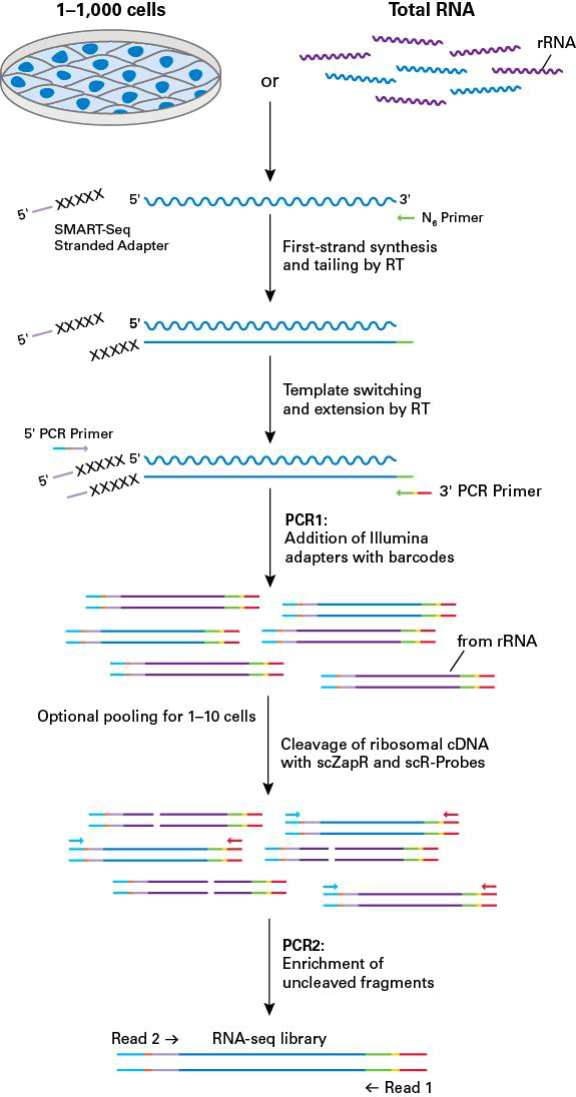 1–1,000 cells
Total RNA
rRNA
or
5'
XXXXX
5'
3'
SMART-Seq
Stranded Adapter
N6 Primer
First-strand synthesis
and tailing by RT
5'
XXXXX
5'
XXXXX
Template switching
and extension by RT
5' PCR Primer
5'
XXXXX
5'
XXXXX
3' PCR Primer
PCR1:
Addition of Illumina
adapters with barcodes
from rRNA
Optional pooling for 1–10 cells
Cleavage of ribosomal cDNA
with scZapR and scR-Probes
PCR2:
Enrichment of
uncleaved fragments
Read 2 →
RNA-seq library
← Read 1